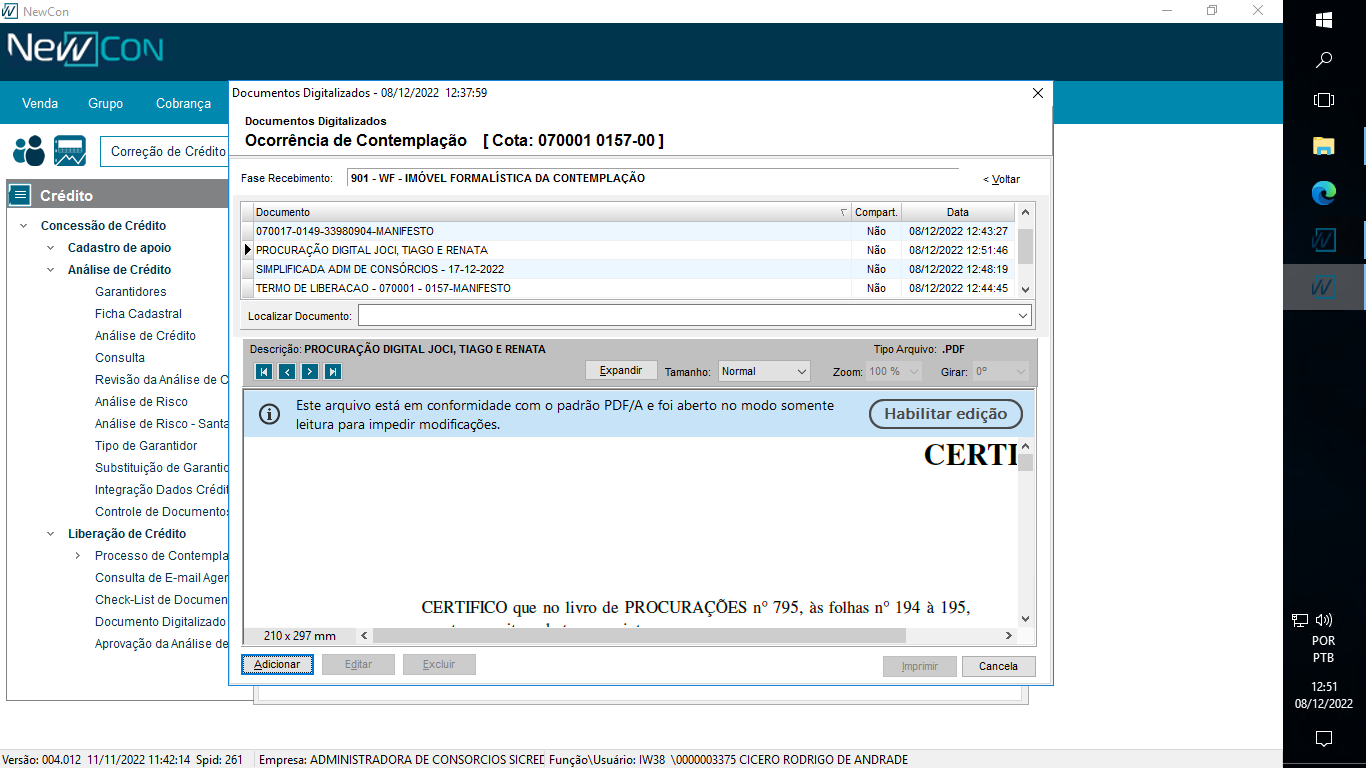 NewCon
NewCon
Venda Grupo Cobrança
Correção de Crédito
Crédito
Concessão de Crédito
Cadastro de apoio
Análise de Crédito
Garantidores
Ficha Cadastral
Análise de Crédito
Consulta
Revisão da Análise de C
Análise de Risco
Análise de Risco - Santa
Tipo de Garantidor
Substituição de Garantid
Integração Dados Crédit
Controle de Documentos
Liberação de Crédito
Processo de Contempla
Consulta de E-mail Agen
Check-List de Documen
Documento Digitalizado
Aprovação da Análise de
Documentos Digitalizados - 08/12/2022 12:37:59
Documentos Digitalizados
Ocorrência de Contemplação [ Cota: 070001 0157-00 ]
Fase Recebimento: 901 - WF - IMÓVEL FORMALÍSTICA DA CONTEMPLAÇÃO < Voltar
Documento Compart. Data
070017-0149-33980904-MANIFESTO Não 08/12/2022 12:43:27
PROCURAÇÃO DIGITAL JOCI, TIAGO E RENATA Não 08/12/2022 12:51:46
SIMPLIFICADA ADM DE CONSÓRCIOS - 17-12-2022 Não 08/12/2022 12:48:19
TERMO DE LIBERACAO - 070001 - 0157-MANIFESTO Não 08/12/2022 12:44:45
Localizar Documento:
Descrição: PROCURAÇÃO DIGITAL JOCI, TIAGO E RENATA Tipo Arquivo: .PDF
Expandir Tamanho: Normal Zoom: 100 % Girar: 0º
Este arquivo está em conformidade com o padrão PDF/A e foi aberto no modo somente
leitura para impedir modificações.
Habilitar edição
CERTI
CERTIFICO que no livro de PROCURAÇÕES n° 795, às folhas n° 194 à 195,
210 x 297 mm
Adicionar Editar Excluir Imprimir Cancela
Versão: 004.012 11/11/2022 11:42:14 Spid: 261 Empresa: ADMINISTRADORA DE CONSORCIOS SICRED Função\Usuário: IW38 \0000003375 CICERO RODRIGO DE ANDRADE
POR
PTB
12:51
08/12/2022